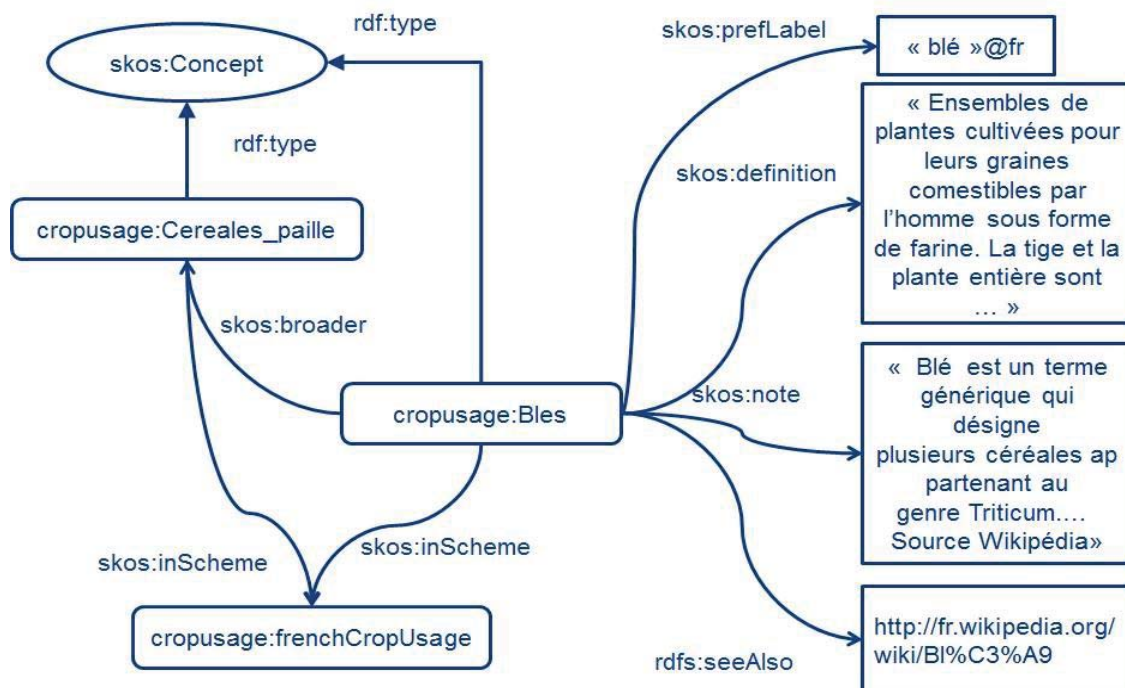 rdf:type
skos:Concept
rdf:type
cropusage:Cereales_paille
skos:broader
cropusage:Bles
skos:inScheme
skos:inScheme
cropusage:frenchCropUsage
skos:prefLabel
« blé »@fr
skos:definition
« Ensembles de
plantes cultivées pour
leurs graines
comestibles par
l’homme sous forme
de farine. La tige et la
plante entière sont
… »
skos:note
« Blé est un terme
générique qui
désigne
plusieurs céréales ap
partenant au
genre Triticum….
Source Wikipédia»
rdfs:seeAlso
http://fr.wikipedia.org/
wiki/Bl%C3%A9